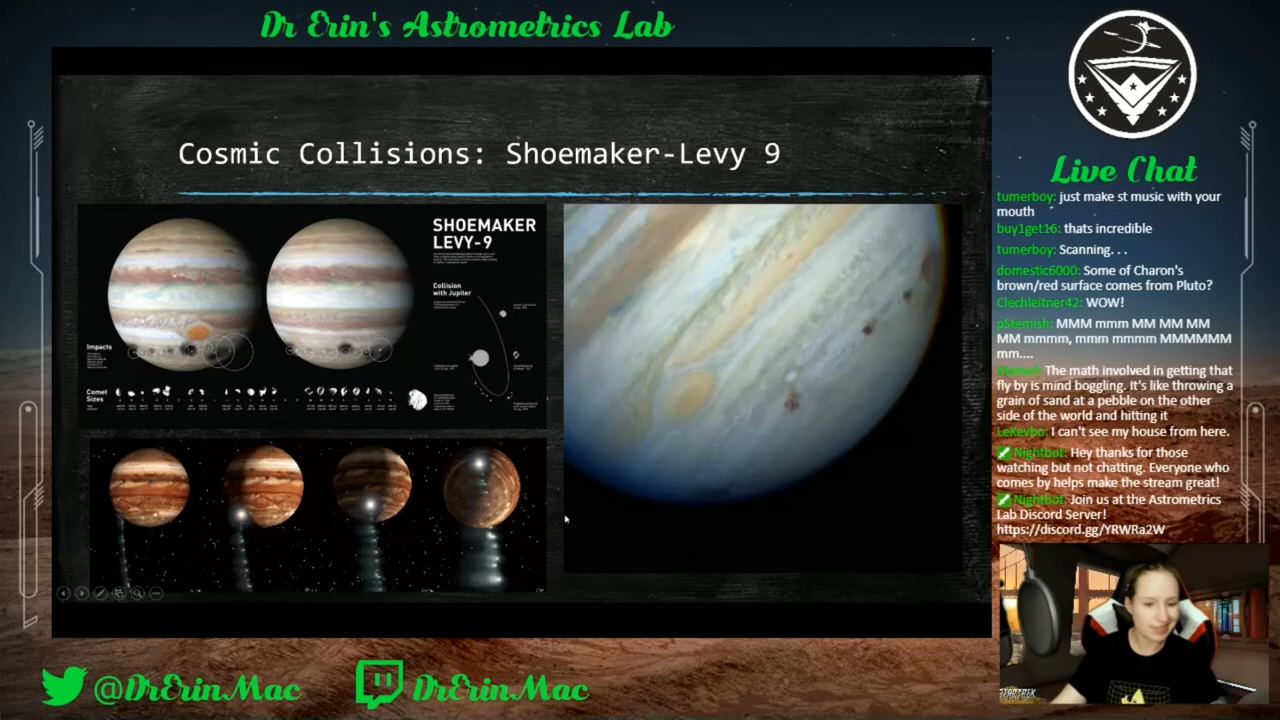 Dr Erin's Astrometrics Lab
Cosmic Collisions: Shoemaker-Levy 9
SHOEMAKER
LEVY-9
Collision
with Jupiter
Impacts
Comet
Sizes
Live Chat
tumerboy: just make st music with your
mouth
buy1get16: thats incredible
tumerboy: Scanning. . .
domestic6000: Some of Charon's
brown/red surface comes from Pluto?
Clechleitner42: WOW!
pStemish: MMM mmm MM MM MM
MM mmmm, mmm mmmm MMMMMM
mm....
The math involved in getting that
fly by is mind boggling. It's like throwing a
grain of sand at a pebble on the other
side of the world and hitting it
LeKevbo: I can't see my house from here.
Nightbot: Hey thanks for those
watching but not chatting. Everyone who
comes by helps make the stream great!
Nightbot: Join us at the Astrometrics
Lab Discord Server!
https://discord.gg/YRWRa2W
STAR TREK
@DrErinMac
DrErinMac